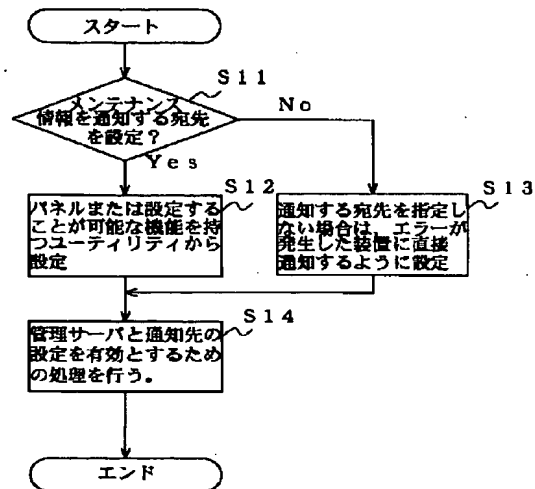 スタート
S11
メンテナンス
情報を通知する宛先
を設定？
No
Yes
S12
パネルまたは設定する
ことが可能な機能を持
つユーティリティから
設定
S13
通知する宛先を指定し
ない場合は、エラーが
発生した装置に直接
通知するように設定
S14
管理サーバと通知先の
設定を有効とするため
の処理を行う。
エンド